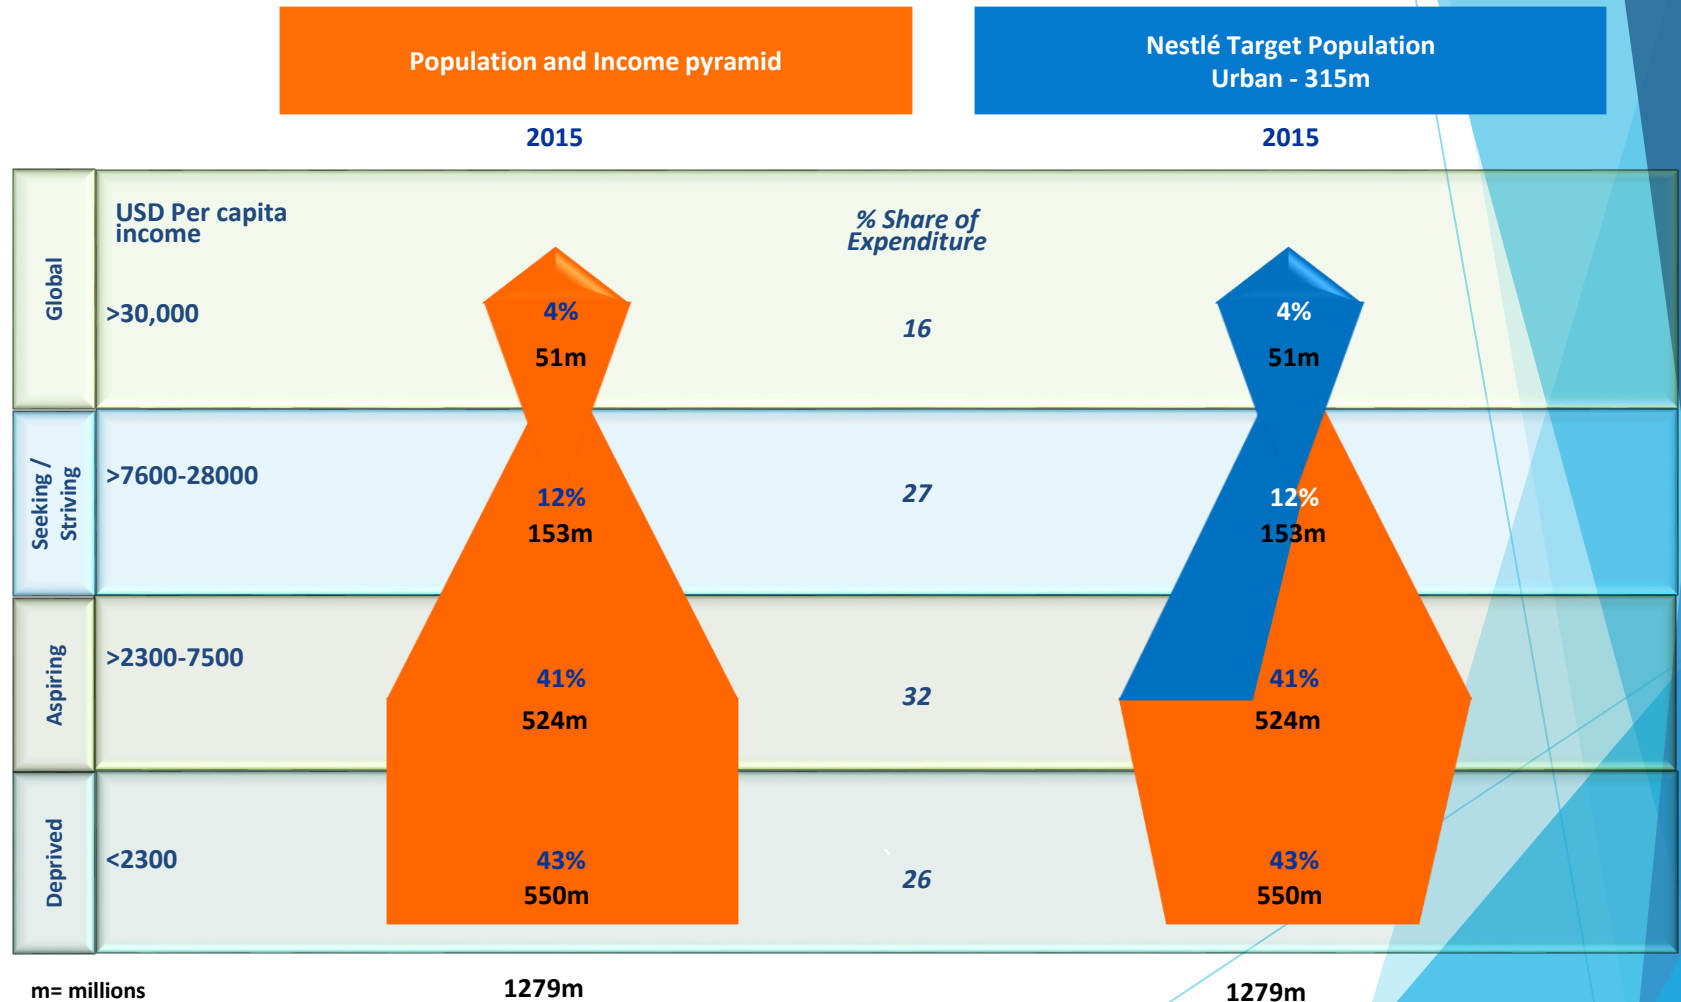 Population and Income pyramid
Nestlé Target Population
Urban - 315m
2015
2015
Global
USD Per capita
income
% Share of
Expenditure
>30,000
4%
51m
16
4%
51m
Seeking /
Striving
>7600-28000
12%
153m
27
12%
153m
Aspiring
>2300-7500
41%
524m
32
41%
524m
Deprived
<2300
43%
550m
`
26
43%
550m
m= millions
1279m
1279m